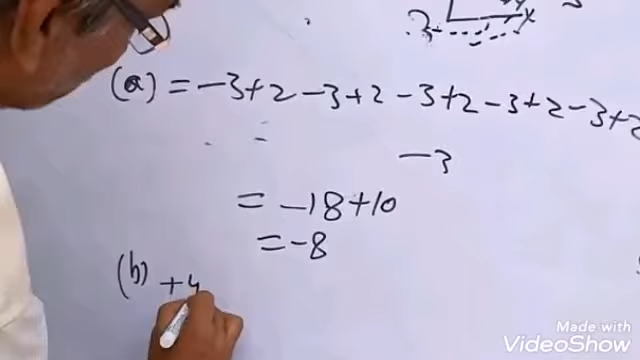 3 x
(a) = -3+2 -3+2 -3+2 -3+2 -3+2
= -3
= -18+10
= -8
(b) +4
Made with
VideoShow